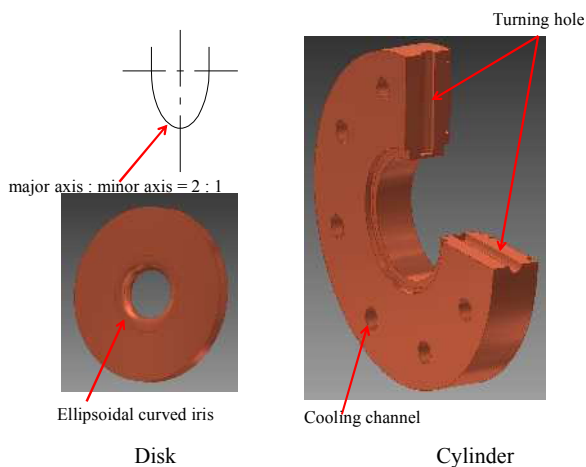 Turning hole
major axis : minor axis = 2 : 1
Ellipsoidal curved iris
Cooling channel
Disk
Cylinder